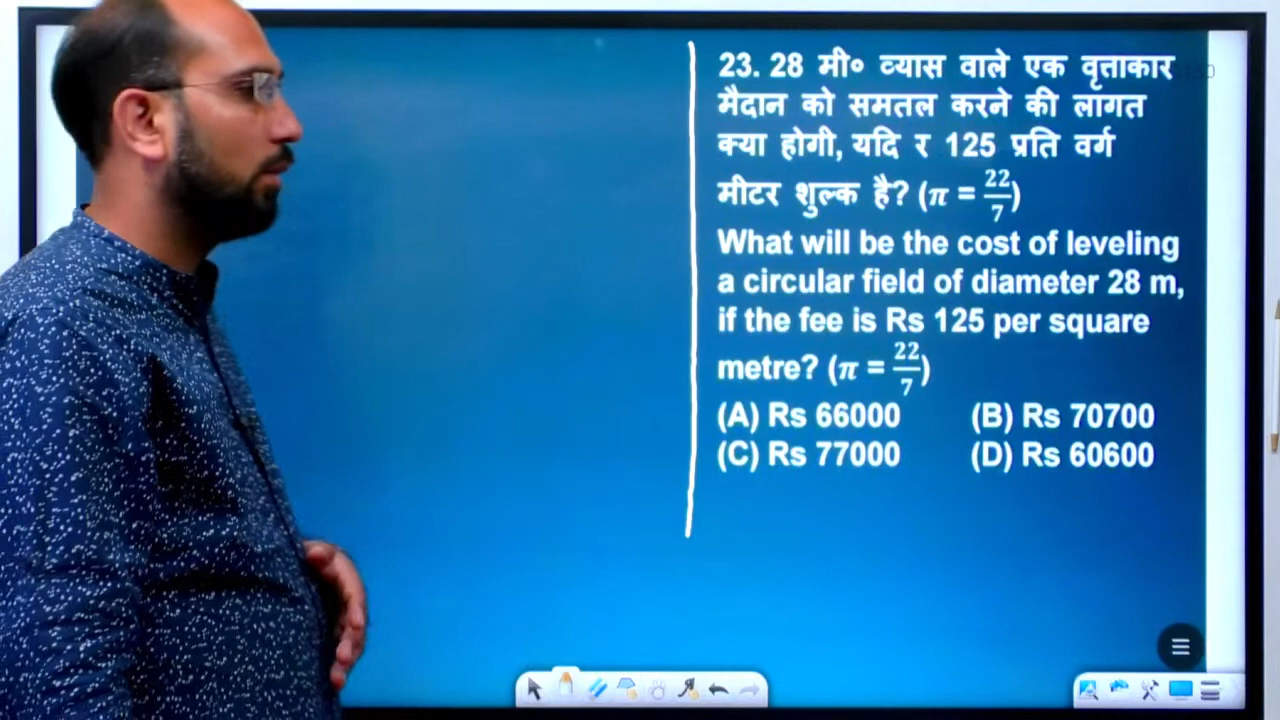 23. 28 मी० व्यास वाले एक वृत्ताकार
मैदान को समतल करने की लागत
क्या होगी, यदि र 125 प्रति वर्ग
मीटर शुल्क है? (π = 22/7)
What will be the cost of leveling
a circular field of diameter 28 m,
if the fee is Rs 125 per square
metre? (π = 22/7)
(A) Rs 66000 (B) Rs 70700
(C) Rs 77000 (D) Rs 60600